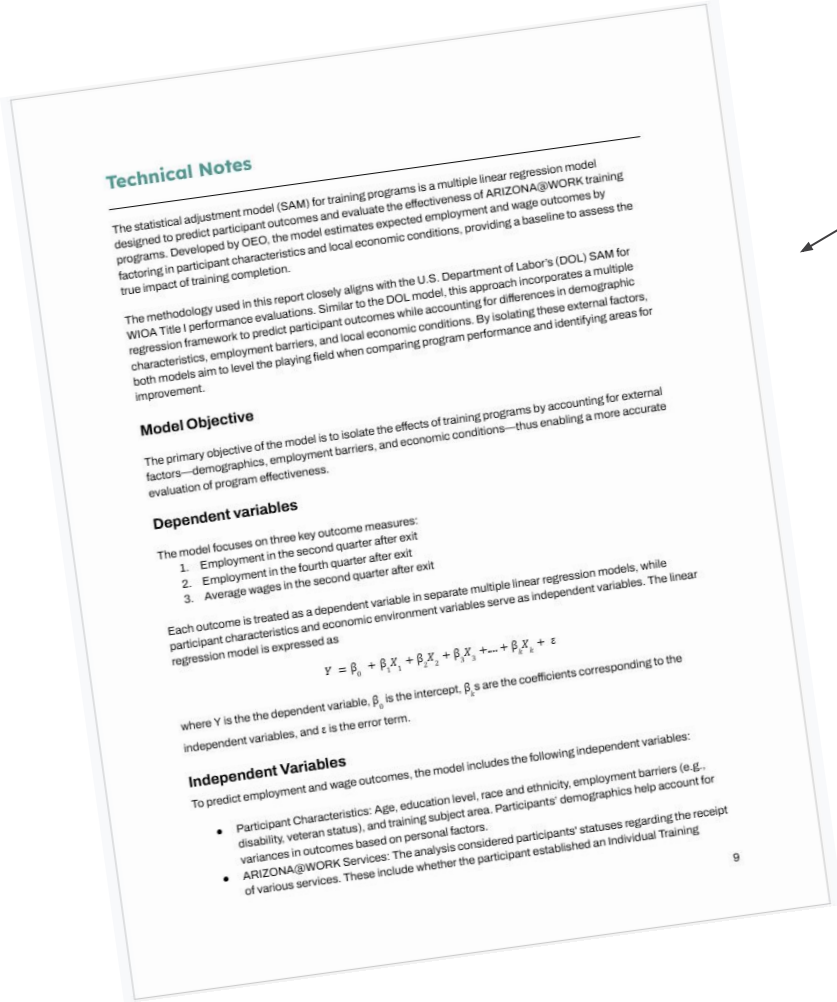 Technical Notes
The statistical adjustment model (SAM) for training programs is a multiple linear regression model
designed to predict participant outcomes and evaluate the effectiveness of ARIZONA@WORK training
programs. Developed by OEO, the model estimates expected employment and wage outcomes by
factoring in participant characteristics and local economic conditions, providing a baseline to assess the
true impact of training completion.
The methodology used in this report closely aligns with the U.S. Department of Labor's (DOL) SAM for
WIOA Title I performance evaluations. Similar to the DOL model, this approach incorporates a multiple
regression framework to predict participant outcomes while accounting for differences in demographic
characteristics, employment barriers, and local economic conditions. By isolating these external factors,
both models aim to level the playing field when comparing program performance and identifying areas for
improvement.
Model Objective
The primary objective of the model is to isolate the effects of training programs by accounting for external
factors—demographics, employment barriers, and economic conditions—thus enabling a more accurate
evaluation of program effectiveness.
Dependent variables
The model focuses on three key outcome measures:
1. Employment in the second quarter after exit
2. Employment in the fourth quarter after exit
3. Average wages in the second quarter after exit
Each outcome is treated as a dependent variable in separate multiple linear regression models, while
participant characteristics and economic environment variables serve as independent variables. The linear
regression model is expressed as
Y = β₀ + β₁X₁ + β₂X₂ + β₃X₃ +...+ βₖXₖ + ε
where Y is the the dependent variable, β₀ is the intercept, βₖs are the coefficients corresponding to the
independent variables, and ε is the error term.
Independent Variables
To predict employment and wage outcomes, the model includes the following independent variables:
● Participant Characteristics: Age, education level, race and ethnicity, employment barriers (e.g.,
disability, veteran status), and training subject area. Participants' demographics help account for
variances in outcomes based on personal factors.
● ARIZONA@WORK Services: The analysis considered participants' statuses regarding the receipt
of various services. These include whether the participant established an Individual Training
9